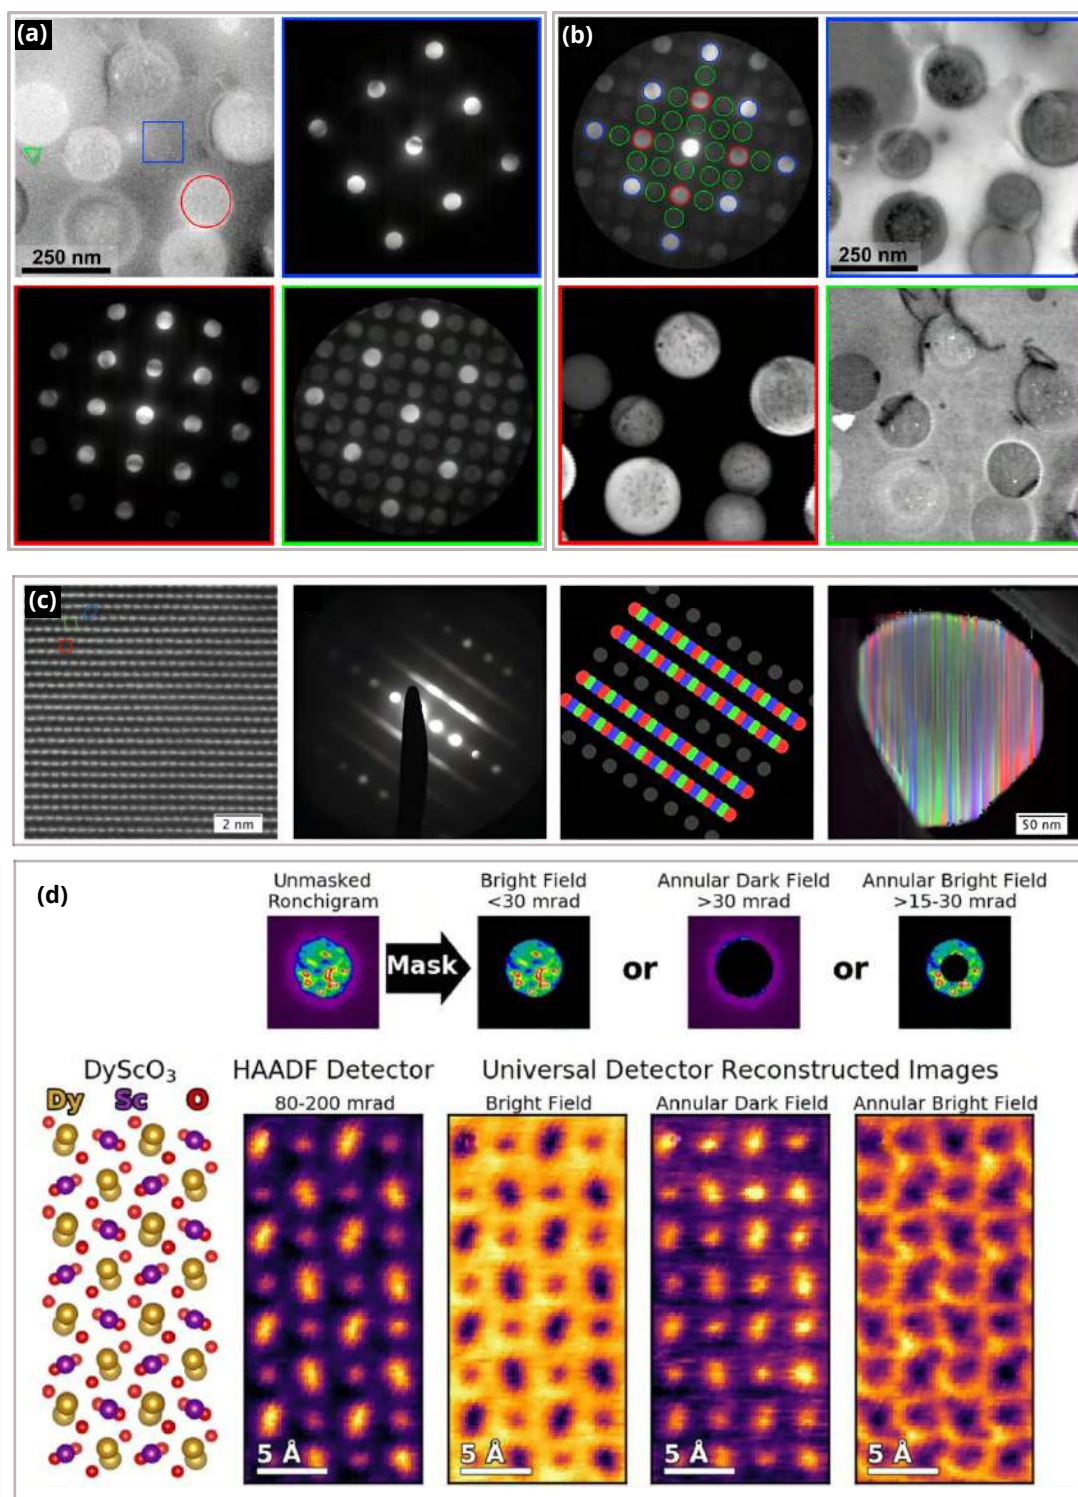 (a)
250 nm
(b)
250 nm
(c)
2 nm
50 nm
(d)
Unmasked
Ronchigram
Mask
Bright Field
<30 mrad
or
Annular Dark Field
>30 mrad
or
Annular Bright Field
>15-30 mrad
DyScO₃
Dy Sc O
HAADF Detector
80-200 mrad
Universal Detector Reconstructed Images
Bright Field
Annular Dark Field
Annular Bright Field
5 Å
5 Å
5 Å
5 Å